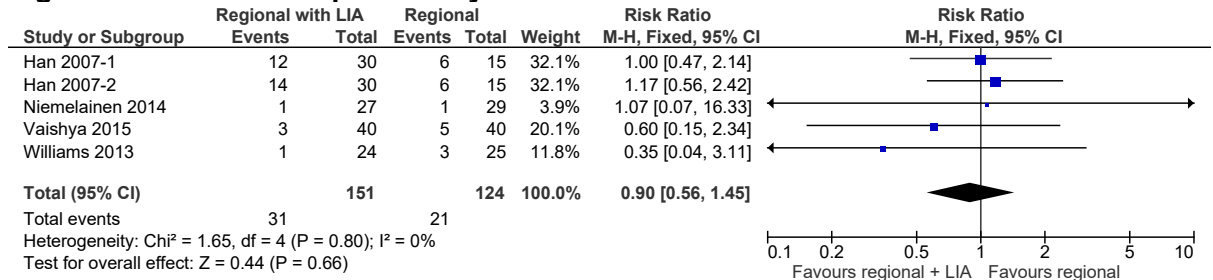 Regional with LIA Regional Risk Ratio Risk Ratio
Study or Subgroup Events Total Events Total Weight M-H, Fixed, 95% CI M-H, Fixed, 95% CI
Han 2007-1 12 30 6 15 32.1% 1.00 [0.47, 2.14]
Han 2007-2 14 30 6 15 32.1% 1.17 [0.56, 2.42]
Niemelainen 2014 1 27 1 29 3.9% 1.07 [0.07, 16.33]
Vaishya 2015 3 40 5 40 20.1% 0.60 [0.15, 2.34]
Williams 2013 1 24 3 25 11.8% 0.35 [0.04, 3.11]
Total (95% CI) 151 124 100.0% 0.90 [0.56, 1.45]
Total events 31 21
Heterogeneity: Chi² = 1.65, df = 4 (P = 0.80); I² = 0%
Test for overall effect: Z = 0.44 (P = 0.66)
0.1 0.2 0.5 1 2 5 10
Favours regional + LIA Favours regional